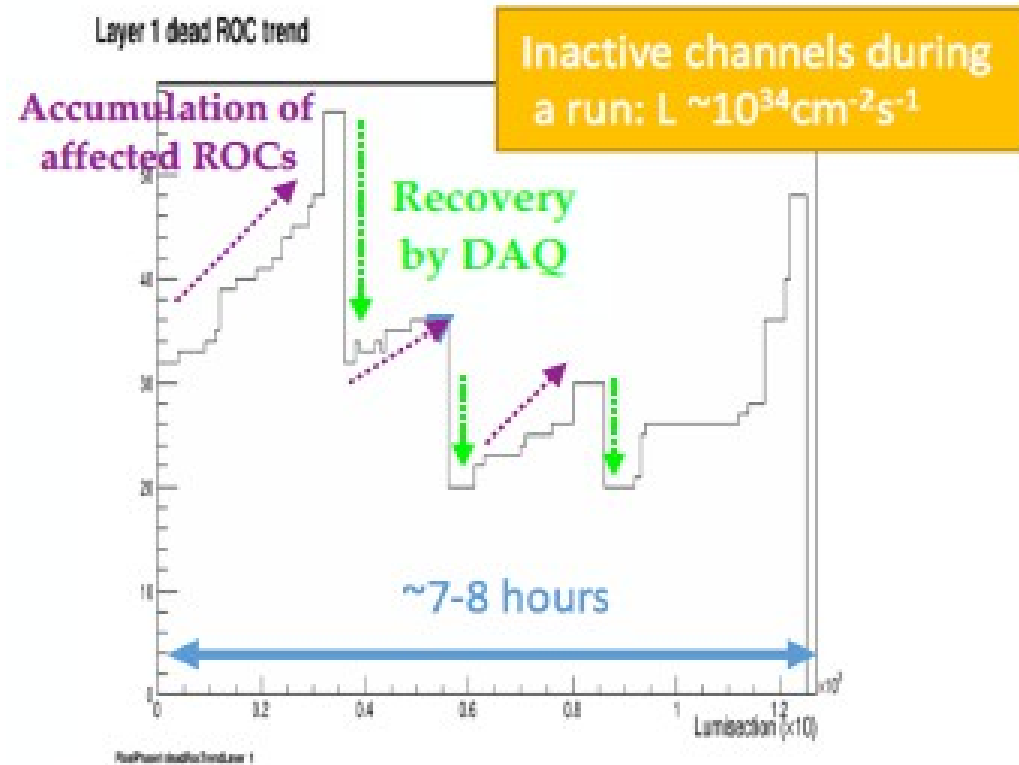 Layer 1 dead ROC trend
Inactive channels during
a run: L ~10³⁴cm⁻²s⁻¹
Accumulation of
affected ROCs
Recovery
by DAQ
40
30
20
10
0
~7-8 hours
0 0.2 0.4 0.6 0.8 1 1.2
Lumisection (×10)